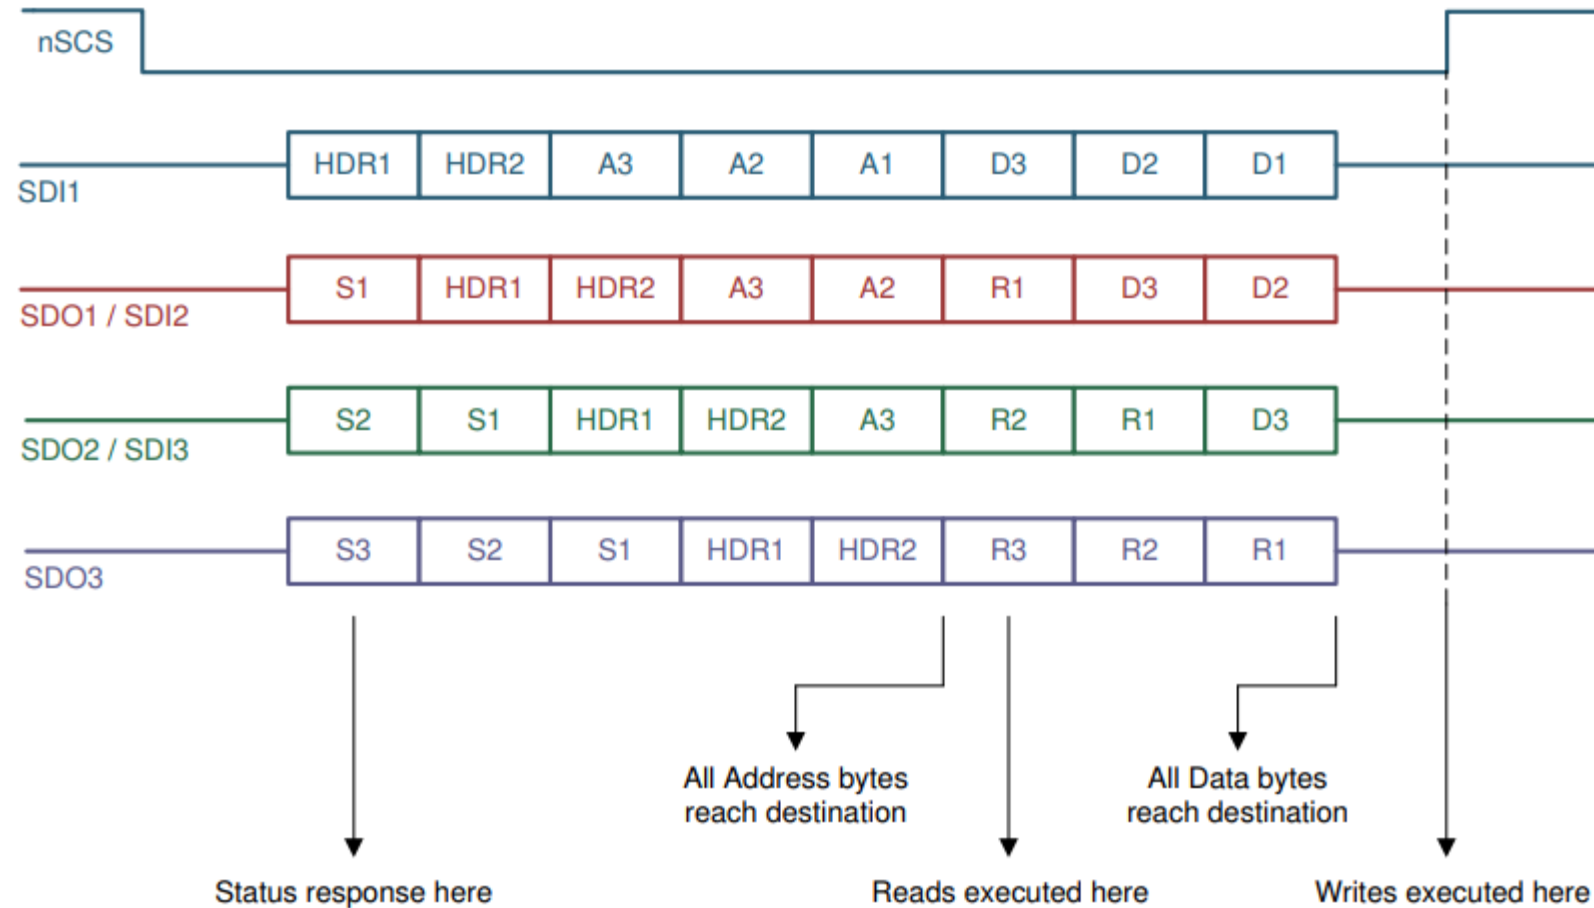 nSCS
HDR1 HDR2 A3 A2 A1 D3 D2 D1
SDI1
S1 HDR1 HDR2 A3 A2 R1 D3 D2
SDO1 / SDI2
S2 S1 HDR1 HDR2 A3 R2 R1 D3
SDO2 / SDI3
S3 S2 S1 HDR1 HDR2 R3 R2 R1
SDO3
All Address bytes
reach destination
All Data bytes
reach destination
Status response here
Reads executed here
Writes executed here